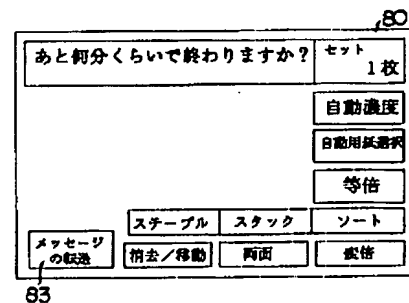 80
あと何分くらいで終わりますか? セット
1枚
自動濃度
自動用紙選択
等倍
ステープル スタック ソート
メッセージ
の転送 消去/移動 両面 変倍
83